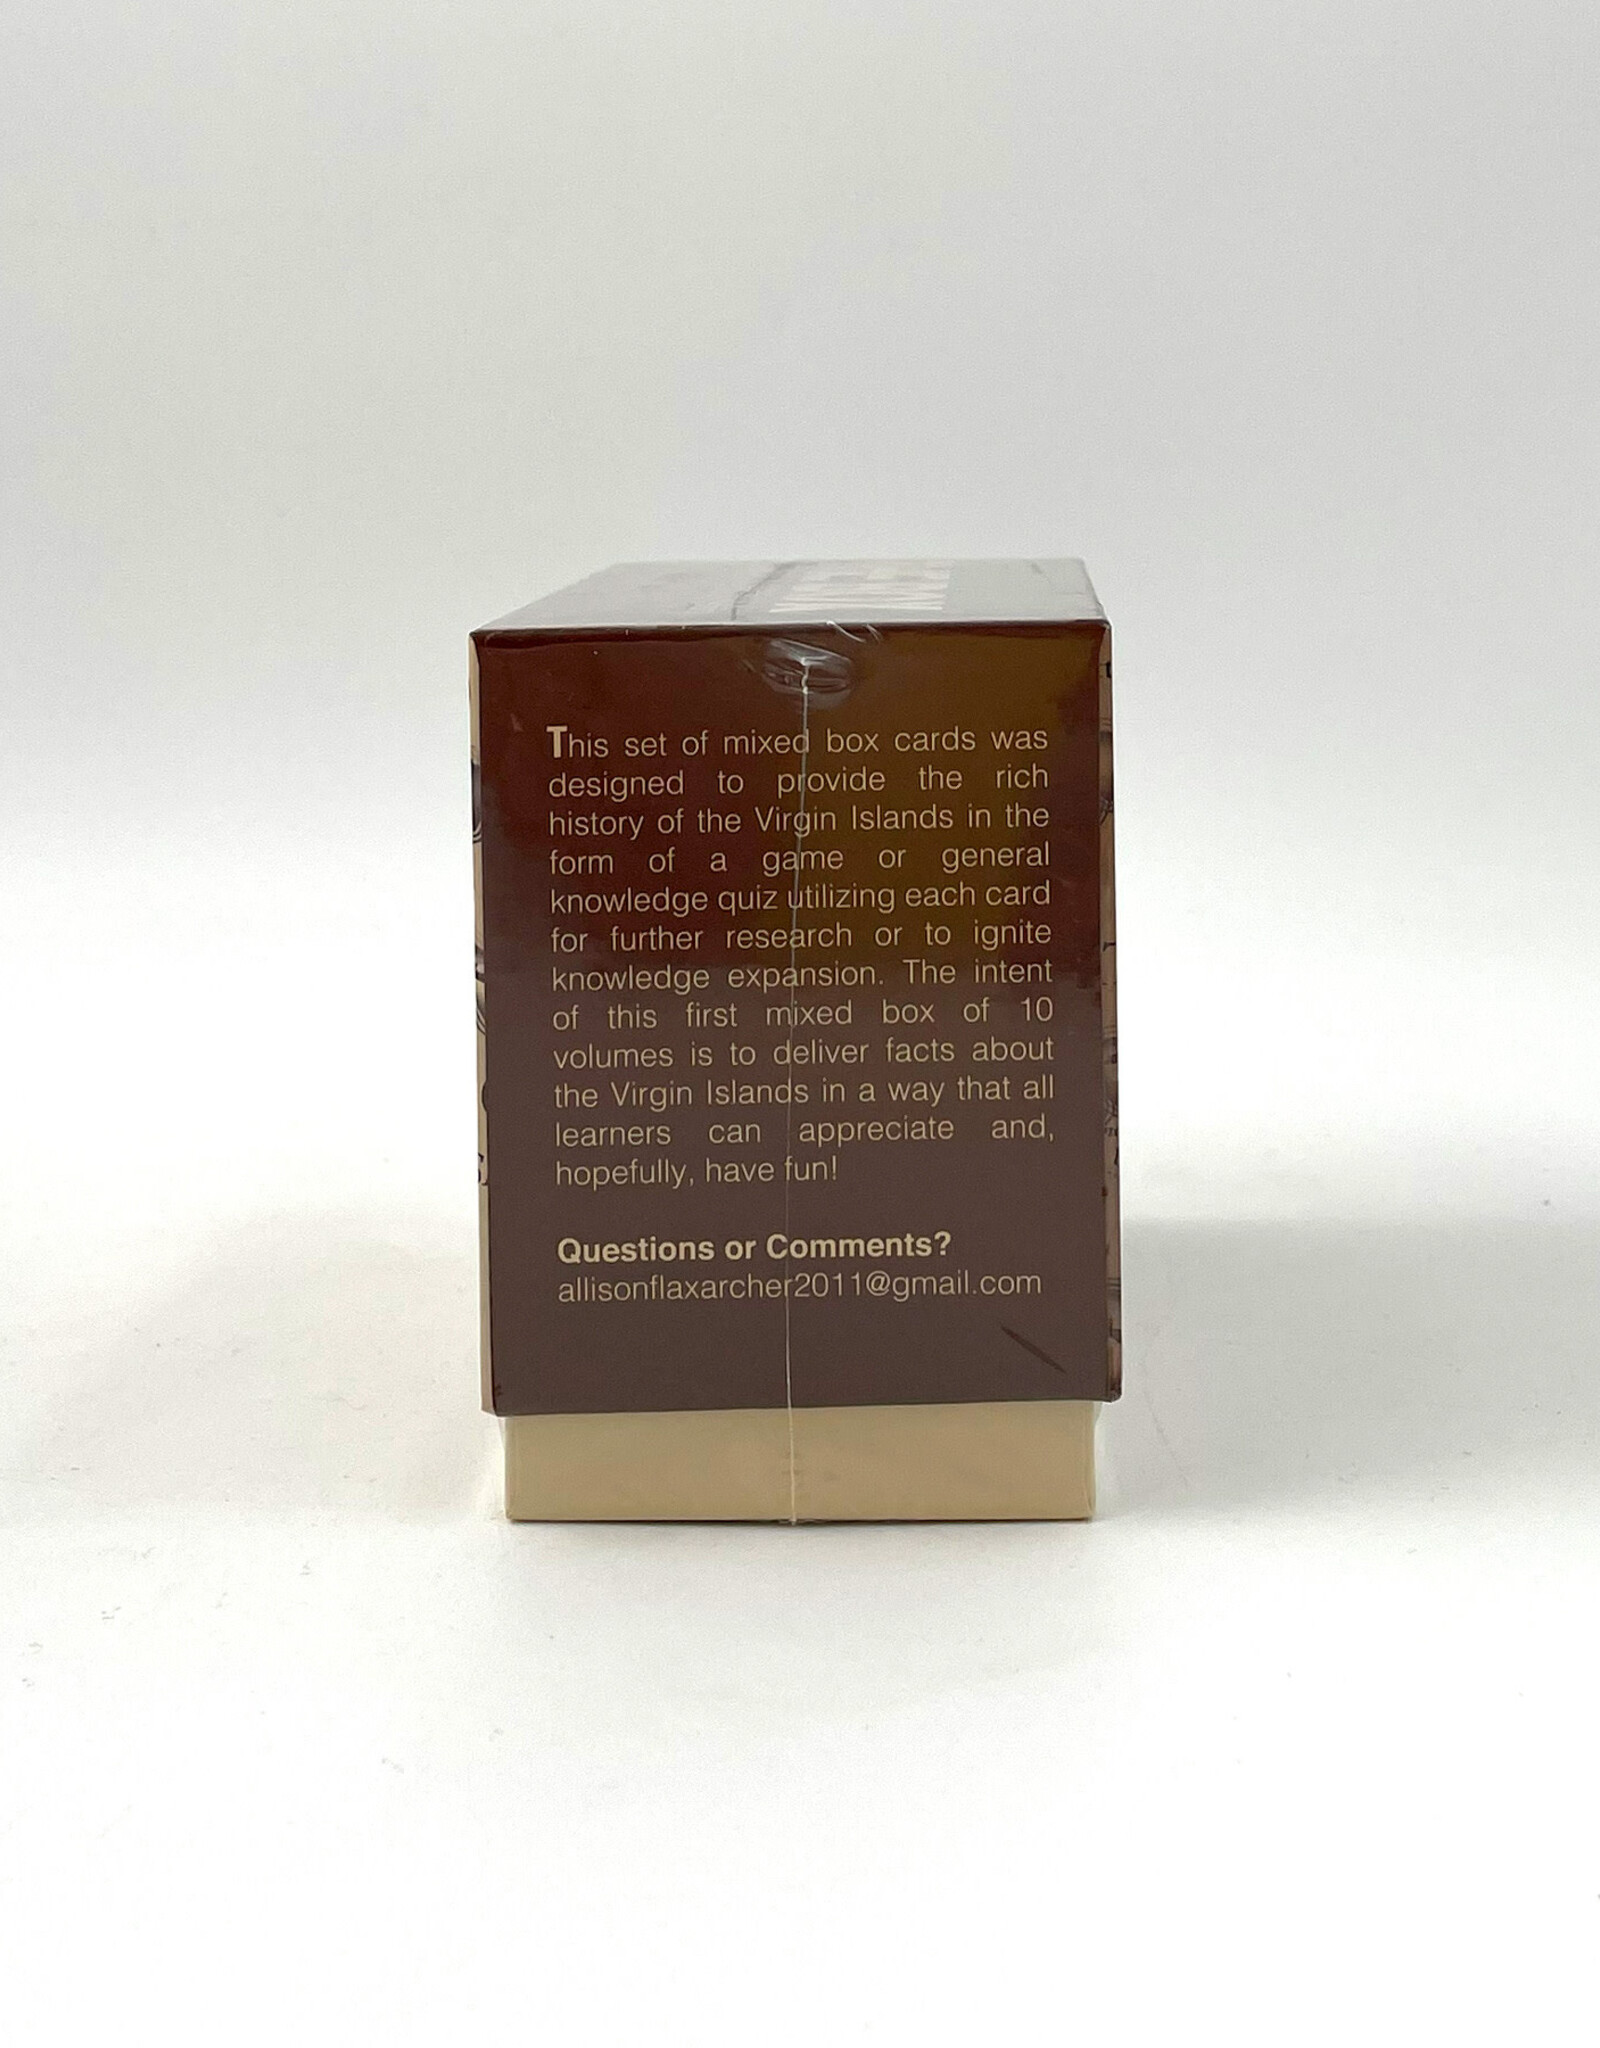 This set of mixed box cards was
designed to provide the rich
history of the Virgin Islands in the
form of a game or general
knowledge quiz utilizing each card
for further research or to ignite
knowledge expansion. The intent
of this first mixed box of 10
volumes is to deliver facts about
the Virgin Islands in a way that all
learners can appreciate and,
hopefully, have fun!
Questions or Comments?
allisonflaxarcher2011@gmail.com